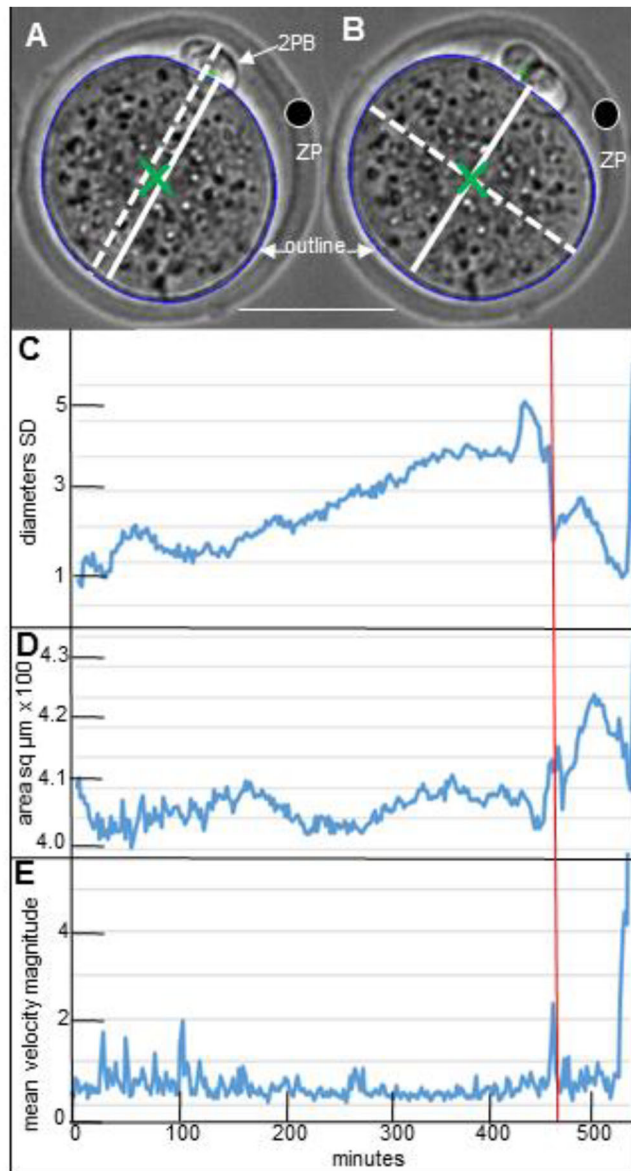 A
2PB
B
ZP
ZP
outline
C
diameters SD
5
3
1
D
area sq µm x 100
4.3
4.2
4.1
4.0
E
mean velocity magnitude
4
2
0
0 100 200 300 400 500
minutes